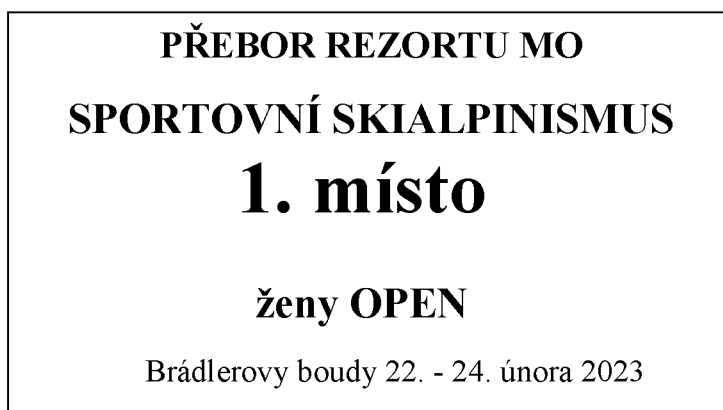 PŘEBOR REZORTU MO
SPORTOVNÍ SKIALPINISMUS
1. místo
ženy OPEN
Brádlerovy boudy 22. - 24. února 2023